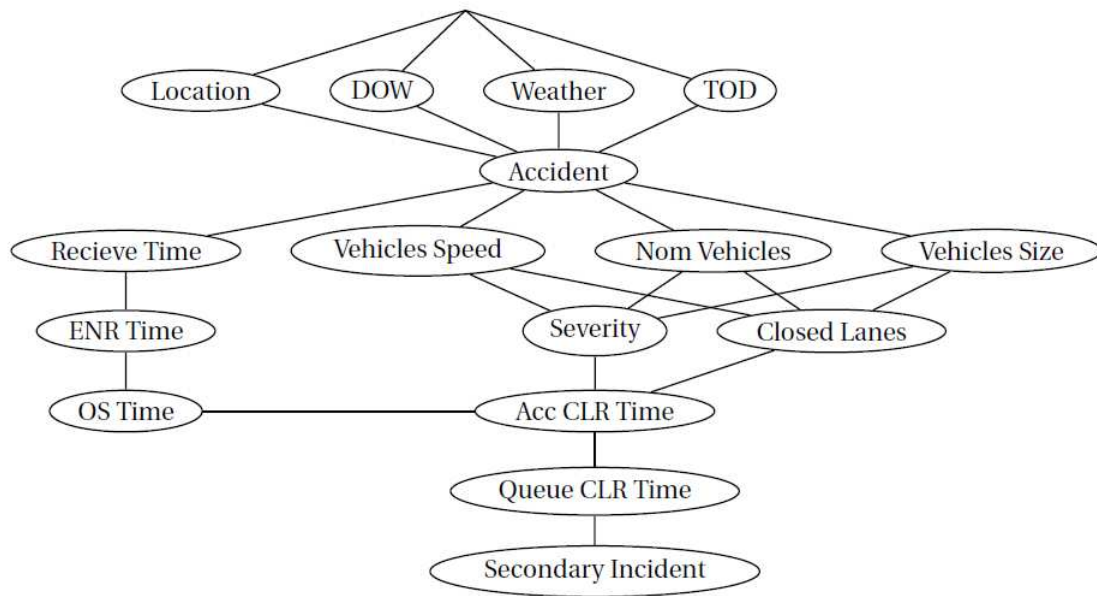 Location
DOW
Weather
TOD
Accident
Recieve Time
Vehicles Speed
Nom Vehicles
Vehicles Size
ENR Time
Severity
Closed Lanes
OS Time
Acc CLR Time
Queue CLR Time
Secondary Incident